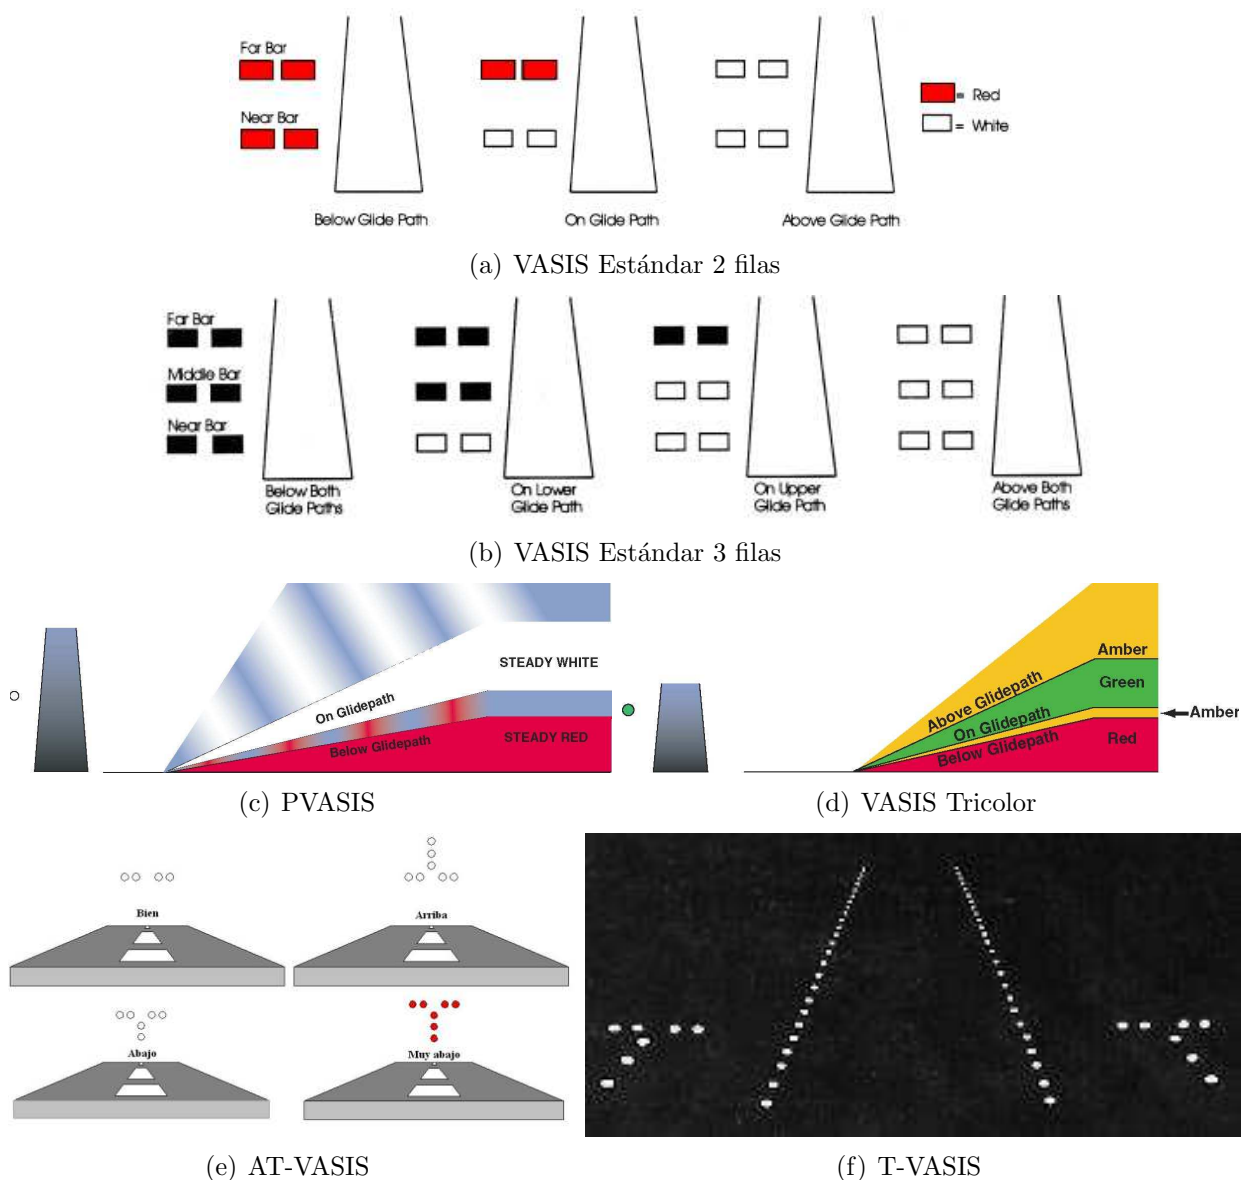 Far Bar
Near Bar
= Red
= White
Below Glide Path
On Glide Path
Above Glide Path
(a) VASIS Estándar 2 filas
Far Bar
Middle Bar
Near Bar
Below Both
Glide Paths
On Lower
Glide Path
On Upper
Glide Path
Above Both
Glide Paths
(b) VASIS Estándar 3 filas
STEADY WHITE
On Glidepath
Below Glidepath
STEADY RED
(c) PVASIS
Amber
Above Glidepath
Green
On Glidepath
Amber
Below Glidepath
Red
(d) VASIS Tricolor
Bien
Arriba
Abajo
Muy abajo
(e) AT-VASIS
(f) T-VASIS